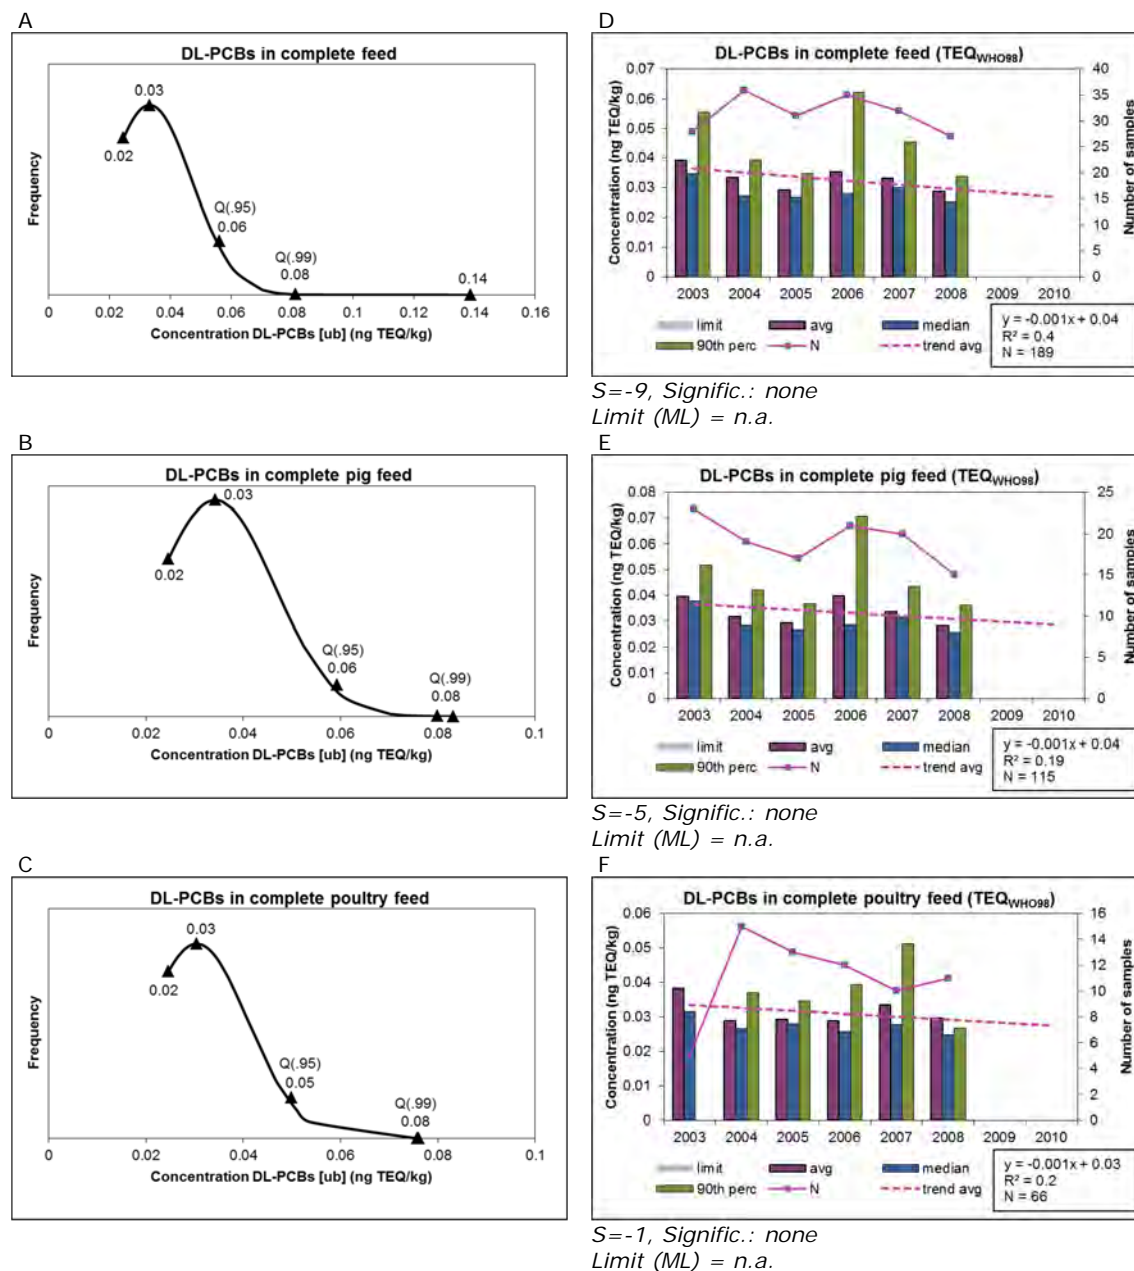 A
DL-PCBs in complete feed
Frequency
0.03
0.02
Q(.95)
0.06
Q(.99)
0.08
0.14
0 0.02 0.04 0.06 0.08 0.1 0.12 0.14 0.16
Concentration DL-PCBs [ub] (ng TEQ/kg)
D
DL-PCBs in complete feed (TEQWHO98)
Concentration (ng TEQ/kg)
0.07
0.06
0.05
0.04
0.03
0.02
0.01
0
40
35
30
25
20
15
10
5
0
Number of samples
2003 2004 2005 2006 2007 2008 2009 2010
limit avg median
90th perc N trend avg
y = -0.001x + 0.04
R² = 0.4
N = 189
S=-9, Signific.: none
Limit (ML) = n.a.
B
DL-PCBs in complete pig feed
Frequency
0.03
0.02
Q(.95)
0.06
Q(.99)
0.08
0 0.02 0.04 0.06 0.08 0.1
Concentration DL-PCBs [ub] (ng TEQ/kg)
E
DL-PCBs in complete pig feed (TEQWHO98)
Concentration (ng TEQ/kg)
0.08
0.07
0.06
0.05
0.04
0.03
0.02
0.01
0
25
20
15
10
5
0
Number of samples
2003 2004 2005 2006 2007 2008 2009 2010
limit avg median
90th perc N trend avg
y = -0.001x + 0.04
R² = 0.19
N = 115
S=-5, Signific.: none
Limit (ML) = n.a.
C
DL-PCBs in complete poultry feed
Frequency
0.03
0.02
Q(.95)
0.05
Q(.99)
0.08
0 0.02 0.04 0.06 0.08 0.1
Concentration DL-PCBs [ub] (ng TEQ/kg)
F
DL-PCBs in complete poultry feed (TEQWHO98)
Concentration (ng TEQ/kg)
0.06
0.05
0.04
0.03
0.02
0.01
0
16
14
12
10
8
6
4
2
0
Number of samples
2003 2004 2005 2006 2007 2008 2009 2010
limit avg median
90th perc N trend avg
y = -0.001x + 0.03
R² = 0.2
N = 66
S=-1, Signific.: none
Limit (ML) = n.a.